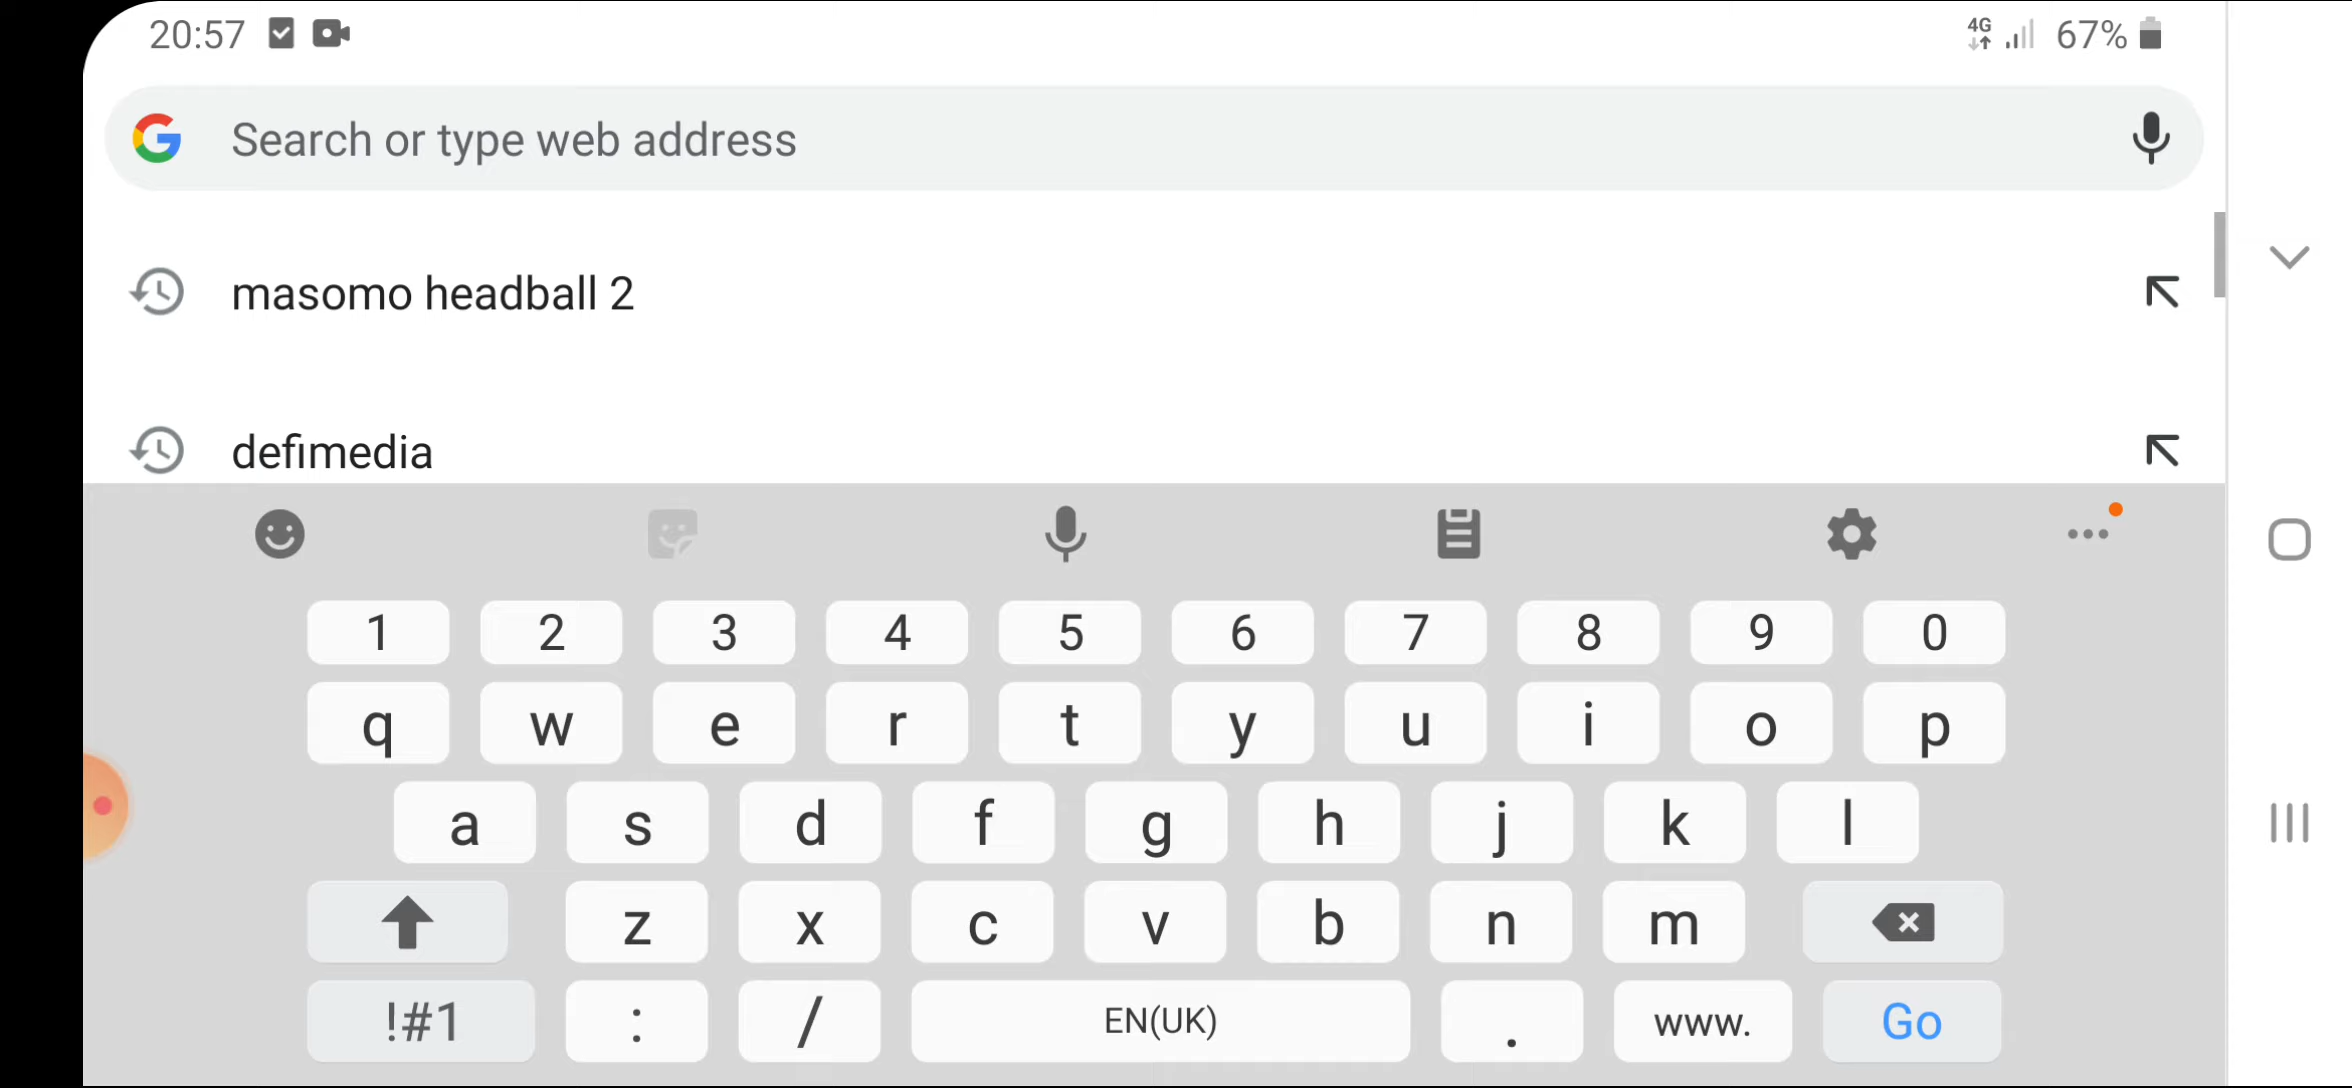 20:57 4G 67%
Search or type web address
masomo headball 2
defimedia
1 2 3 4 5 6 7 8 9 0
q w e r t y u i o p
a s d f g h j k l
z x c v b n m
!#1 : / EN(UK) . www. Go